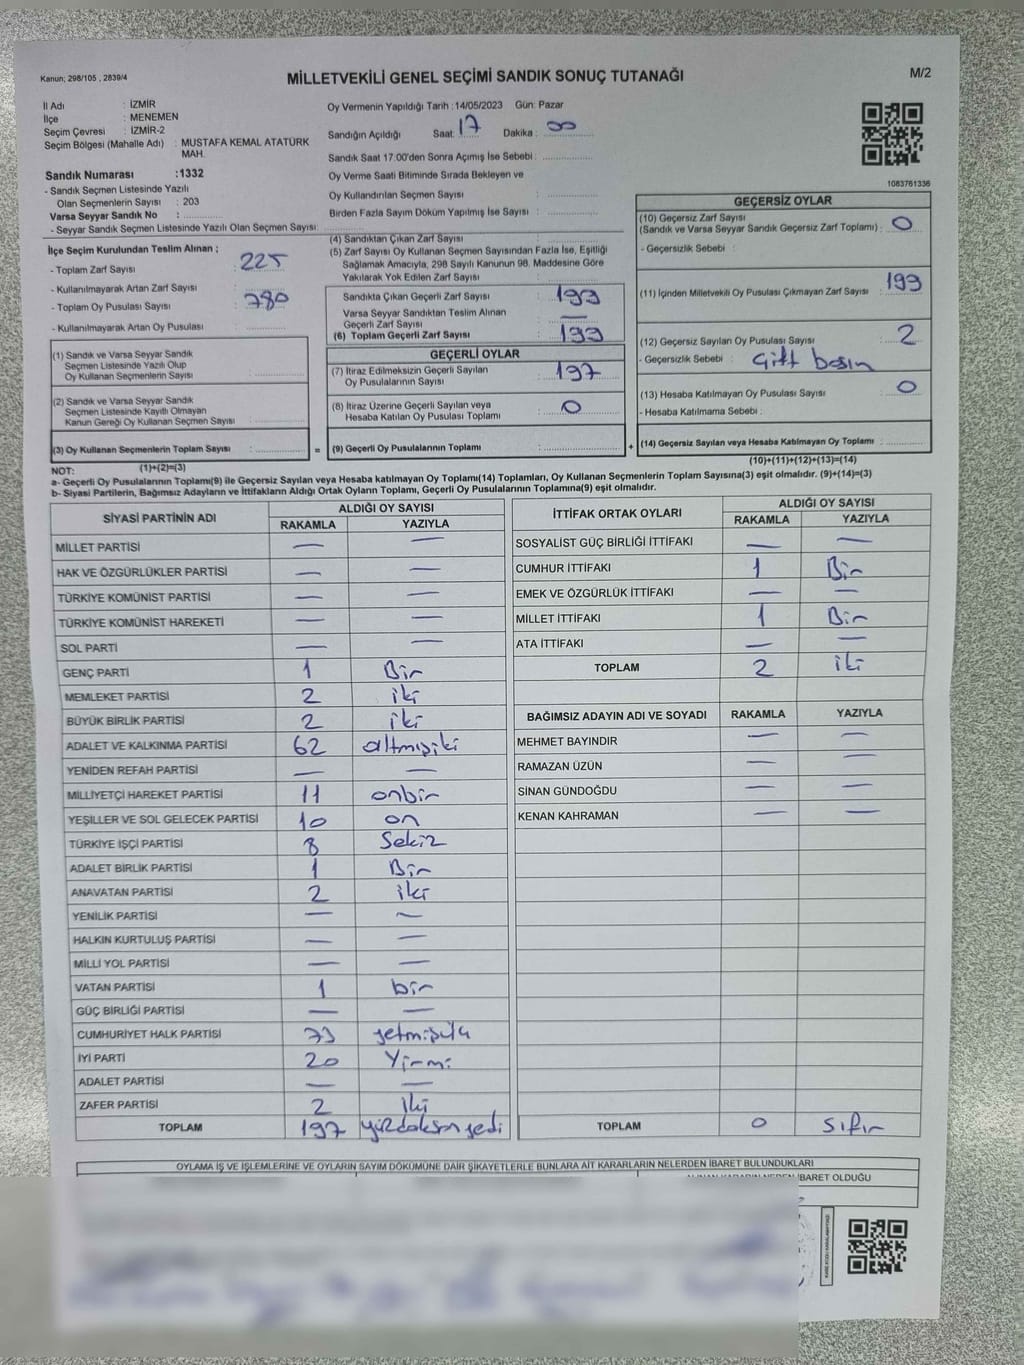 Kanun; 298/105 , 2839/4
MİLLETVEKİLİ GENEL SEÇİMİ SANDIK SONUÇ TUTANAĞI
M/2
İl Adı : İZMİR
İlçe : MENEMEN
Seçim Çevresi : İZMİR-2
Seçim Bölgesi (Mahalle Adı) : MUSTAFA KEMAL ATATÜRK
MAH.
Sandık Numarası :1332
- Sandık Seçmen Listesinde Yazılı
Olan Seçmenlerin Sayısı : 203
Varsa Seyyar Sandık No :
- Seyyar Sandık Seçmen Listesinde Yazılı Olan Seçmen Sayısı:
Oy Vermenin Yapıldığı Tarih :14/05/2023 Gün: Pazar
Sandığın Açıldığı Saat: 17 Dakika : 00
Sandık Saat 17.00'den Sonra Açımış İse Sebebi :
Oy Verme Saati Bitiminde Sırada Bekleyen ve
Oy Kullandırılan Seçmen Sayısı :
Birden Fazla Sayım Döküm Yapılmış İse Sayısı :
1083761336
İlçe Seçim Kurulundan Teslim Alınan ;
- Toplam Zarf Sayısı : 225
- Kullanılmayarak Artan Zarf Sayısı :
- Toplam Oy Pusulası Sayısı : 780
- Kullanılmayarak Artan Oy Pusulası :
(1) Sandık ve Varsa Seyyar Sandık
Seçmen Listesinde Yazılı Olup
Oy Kullanan Seçmenlerin Sayısı :
(2) Sandık ve Varsa Seyyar Sandık
Seçmen Listesinde Kayıtlı Olmayan
Kanun Gereği Oy Kullanan Seçmen Sayısı :
(3) Oy Kullanan Seçmenlerin Toplam Sayısı :
(4) Sandıktan Çıkan Zarf Sayısı :
(5) Zarf Sayısı Oy Kullanan Seçmen Sayısından Fazla İse, Eşitliği
Sağlamak Amacıyla, 298 Sayılı Kanunun 98. Maddesine Göre
Yakılarak Yok Edilen Zarf Sayısı :
Sandıkta Çıkan Geçerli Zarf Sayısı : 199
Varsa Seyyar Sandıktan Teslim Alınan
Geçerli Zarf Sayısı : —
(6) Toplam Geçerli Zarf Sayısı : 199
GEÇERLİ OYLAR
(7) İtiraz Edilmeksizin Geçerli Sayılan
Oy Pusulalarının Sayısı : 197
(8) İtiraz Üzerine Geçerli Sayılan veya
Hesaba Katılan Oy Pusulası Toplamı : 0
= (9) Geçerli Oy Pusulalarının Toplamı :
GEÇERSİZ OYLAR
(10) Geçersiz Zarf Sayısı
(Sandık ve Varsa Seyyar Sandık Geçersiz Zarf Toplamı) : 0
- Geçersizlik Sebebi :
(11) İçinden Milletvekili Oy Pusulası Çıkmayan Zarf Sayısı : 199
(12) Geçersiz Sayılan Oy Pusulası Sayısı : 2
- Geçersizlik Sebebi : Çift basın
(13) Hesaba Katılmayan Oy Pusulası Sayısı : 0
- Hesaba Katılmama Sebebi :
+ (14) Geçersiz Sayılan veya Hesaba Katılmayan Oy Toplamı :
NOT: (1)+(2)=(3)
(10)+(11)+(12)+(13)=(14)
a- Geçerli Oy Pusulalarının Toplamı(9) ile Geçersiz Sayılan veya Hesaba katılmayan Oy Toplamı(14) Toplamları, Oy Kullanan Seçmenlerin Toplam Sayısına(3) eşit olmalıdır. (9)+(14)=(3)
b- Siyasi Partilerin, Bağımsız Adayların ve İttifakların Aldığı Ortak Oyların Toplamı, Geçerli Oy Pusulalarının Toplamına(9) eşit olmalıdır.
SİYASİ PARTİNİN ADI
ALDIĞI OY SAYISI
RAKAMLA YAZIYLA
MİLLET PARTİSİ — —
HAK VE ÖZGÜRLÜKLER PARTİSİ — —
TÜRKİYE KOMÜNİST PARTİSİ — —
TÜRKİYE KOMÜNİST HAREKETİ — —
SOL PARTİ — —
GENÇ PARTİ 1 Bir
MEMLEKET PARTİSİ 2 iki
BÜYÜK BİRLİK PARTİSİ 2 iki
ADALET VE KALKINMA PARTİSİ 62 altmışiki
YENİDEN REFAH PARTİSİ — —
MİLLİYETÇİ HAREKET PARTİSİ 11 onbir
YEŞİLLER VE SOL GELECEK PARTİSİ 10 on
TÜRKİYE İŞÇİ PARTİSİ 8 Sekiz
ADALET BİRLİK PARTİSİ 1 Bir
ANAVATAN PARTİSİ 2 iki
YENİLİK PARTİSİ — —
HALKIN KURTULUŞ PARTİSİ — —
MİLLİ YOL PARTİSİ — —
VATAN PARTİSİ 1 bir
GÜÇ BİRLİĞİ PARTİSİ — —
CUMHURİYET HALK PARTİSİ 73
İYİ PARTİ 20 Yirmi
ADALET PARTİSİ — —
ZAFER PARTİSİ 2 İki
TOPLAM 197 yüzdoksanyedi
İTTİFAK ORTAK OYLARI
ALDIĞI OY SAYISI
RAKAMLA YAZIYLA
SOSYALİST GÜÇ BİRLİĞİ İTTİFAKI — —
CUMHUR İTTİFAKI 1 Bir
EMEK VE ÖZGÜRLÜK İTTİFAKI — —
MİLLET İTTİFAKI 1 Bir
ATA İTTİFAKI — —
TOPLAM 2 iki
BAĞIMSIZ ADAYIN ADI VE SOYADI RAKAMLA YAZIYLA
MEHMET BAYINDIR — —
RAMAZAN ÜZÜN — —
SİNAN GÜNDOĞDU — —
KENAN KAHRAMAN — —
TOPLAM 0 sıfır
OYLAMA İŞ VE İŞLEMLERİNE VE OYLARIN SAYIM DÖKÜMÜNE DAİR ŞİKAYETLERLE BUNLARA AİT KARARLARIN NELERDEN İBARET BULUNDUKLARI
İBARET OLDUĞU